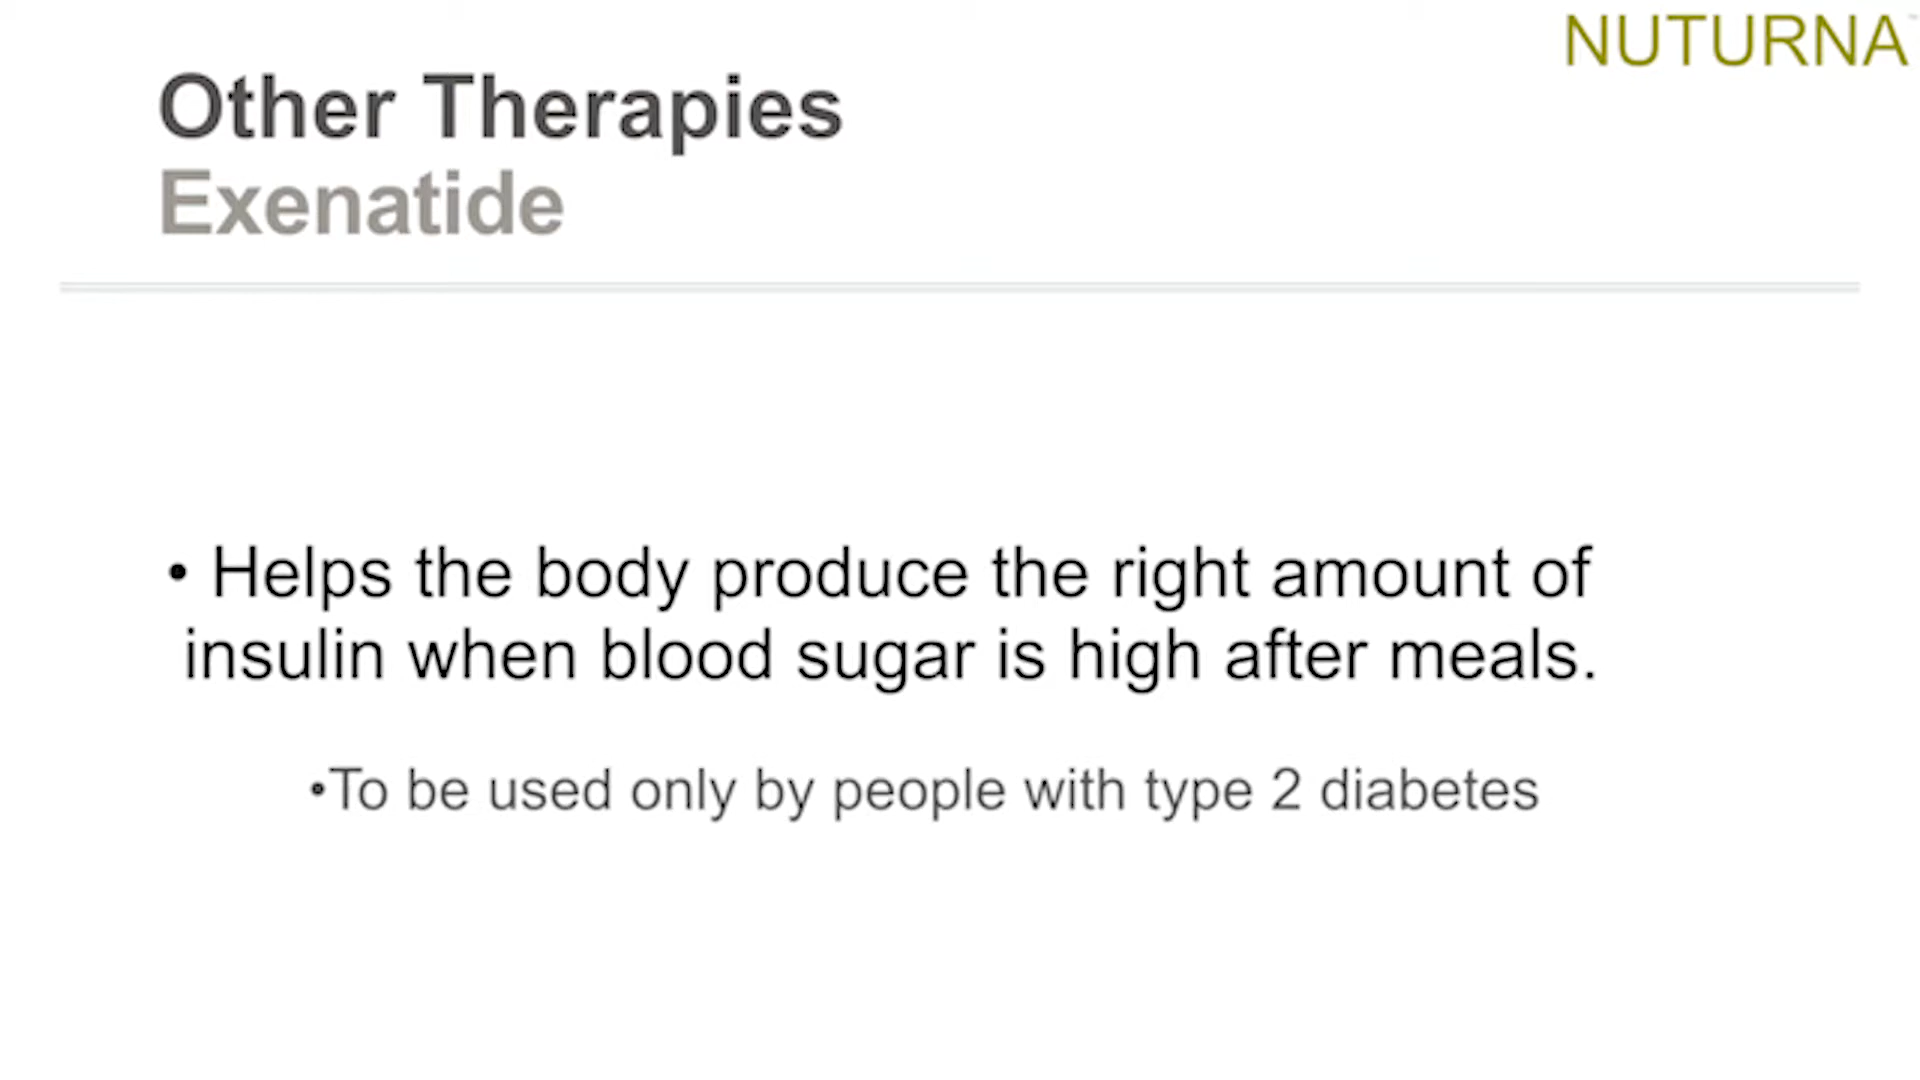 NUTURNA
Other Therapies
Exenatide
• Helps the body produce the right amount of
insulin when blood sugar is high after meals.
•To be used only by people with type 2 diabetes